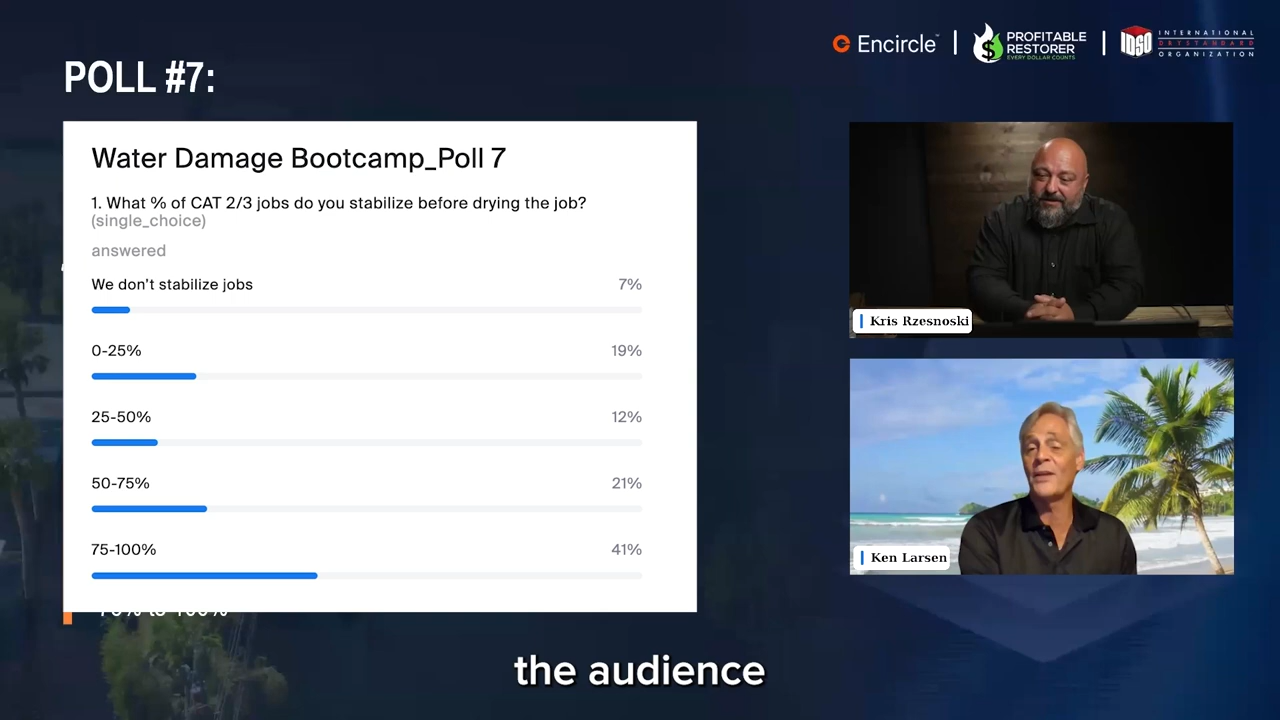 Encircle
PROFITABLE
RESTORER
EVERY DOLLAR COUNTS
IDSO
INTERNATIONAL
DRYSTANDARD
ORGANIZATION
POLL #7:
Water Damage Bootcamp_Poll 7
1. What % of CAT 2/3 jobs do you stabilize before drying the job?
(single_choice)
answered
We don't stabilize jobs 7%
0-25% 19%
25-50% 12%
50-75% 21%
75-100% 41%
Kris Rzesnoski
Ken Larsen
the audience